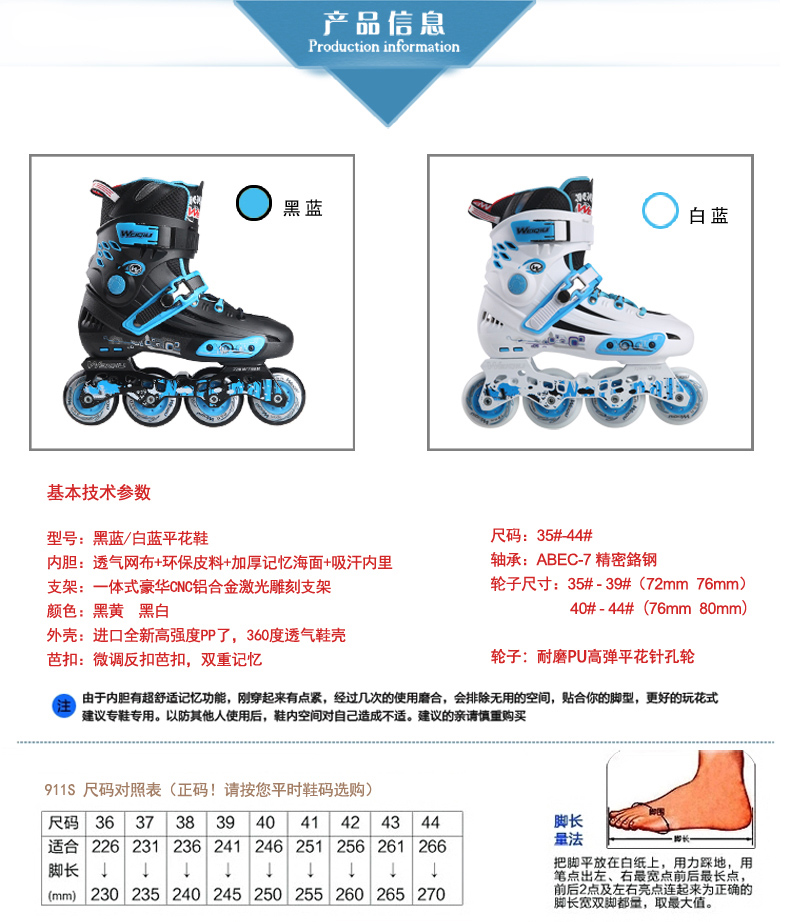 产品信息
Production information
黑蓝
白蓝
WEIQIU
WEIQIU
基本技术参数
型号：黑蓝/白蓝平花鞋
内胆：透气网布+环保皮料+加厚记忆海面+吸汗内里
支架：一体式豪华CNC铝合金激光雕刻支架
颜色：黑黄 黑白
外壳：进口全新高强度PP了，360度透气鞋壳
芭扣：微调反扣芭扣，双重记忆
尺码：35#-44#
轴承：ABEC-7 精密鉻钢
轮子尺寸：35# - 39#（72mm 76mm）
40# - 44#（76mm 80mm)
轮子：耐磨PU高弹平花针孔轮
注 由于内胆有超舒适记忆功能，刚穿起来有点紧，经过几次的使用磨合，会排除无用的空间，贴合你的脚型，更好的玩花式
建议专鞋专用。以防其他人使用后，鞋内空间对自己造成不适。建议的亲请慎重购买
911S 尺码对照表（正码！请按您平时鞋码选购）
尺码 36 37 38 39 40 41 42 43 44
适合 226 231 236 241 246 251 256 261 266
脚长 ↓ ↓ ↓ ↓ ↓ ↓ ↓ ↓ ↓
(mm) 230 235 240 245 250 255 260 265 270
脚围
脚长
脚长
量法
把脚平放在白纸上，用力踩地，用
笔点出左、右最宽点前后最长点，
前后2点及左右亮点连起来为正确的
脚长宽双脚都量，取最大值。